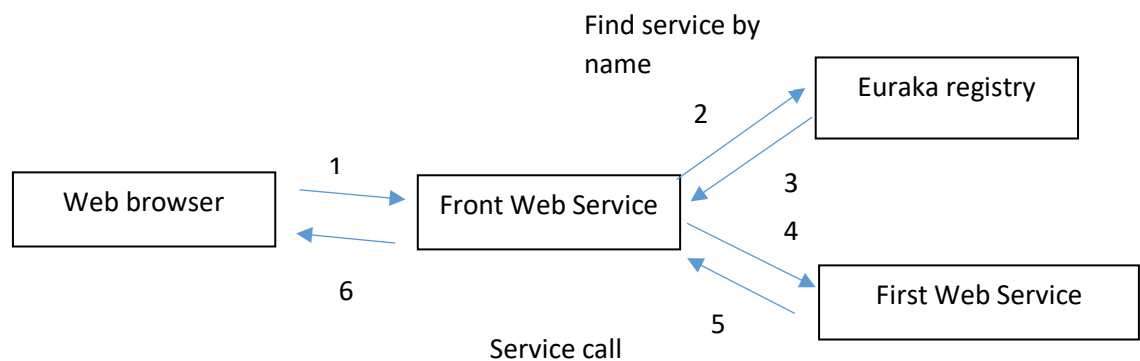 Find service by
name
Euraka registry
2
1
3
Web browser
Front Web Service
4
6
First Web Service
5
Service call